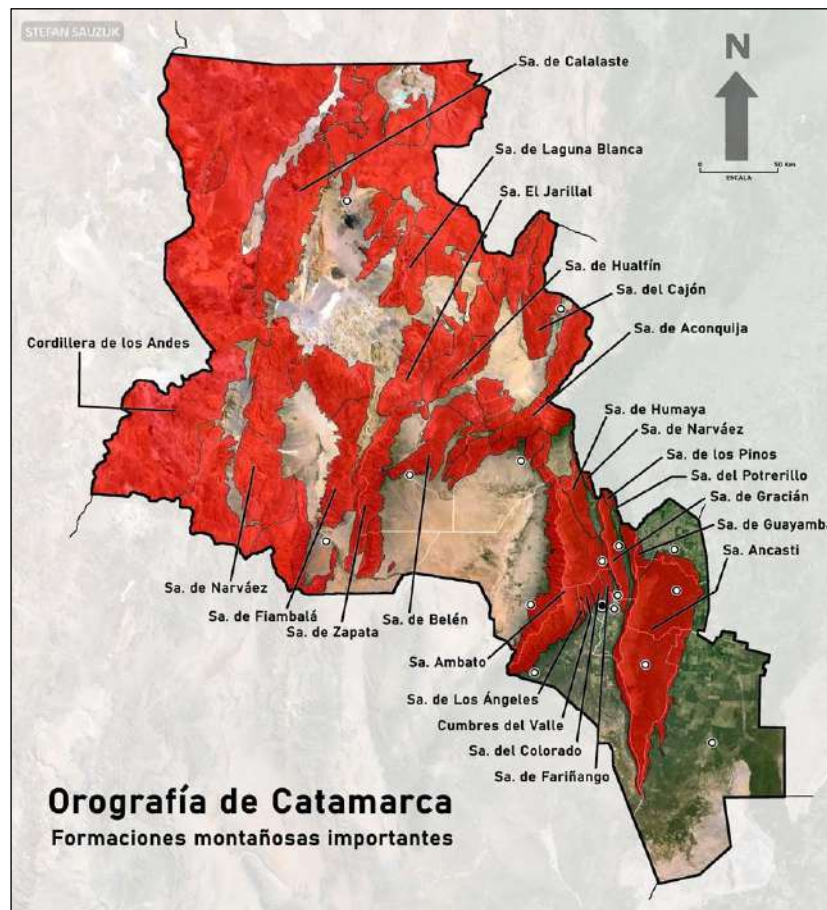 STEFAN SAUZUK
N
0 50 Km
ESCALA
Sa. de Calalaste
Sa. de Laguna Blanca
Sa. El Jarillal
Sa. de Hualfín
Sa. del Cajón
Sa. de Aconquija
Cordillera de los Andes
Sa. de Humaya
Sa. de Narváez
Sa. de los Pinos
Sa. del Potrerillo
Sa. de Gracián
Sa. de Guayamba
Sa. Ancasti
Sa. de Narváez
Sa. de Fiambalá
Sa. de Zapata
Sa. de Belén
Sa. Ambato
Sa. de Los Ángeles
Cumbres del Valle
Sa. del Colorado
Sa. de Fariñango
Orografía de Catamarca
Formaciones montañosas importantes